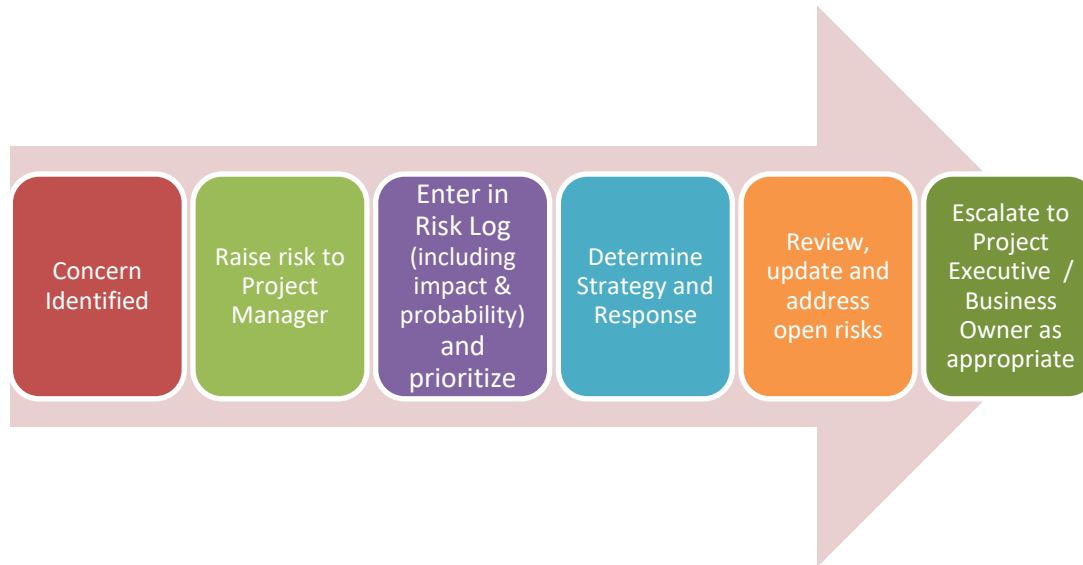 Concern
Identified
Raise risk to
Project
Manager
Enter in
Risk Log
(including
impact &
probability)
and
prioritize
Determine
Strategy and
Response
Review,
update and
address
open risks
Escalate to
Project
Executive /
Business
Owner as
appropriate